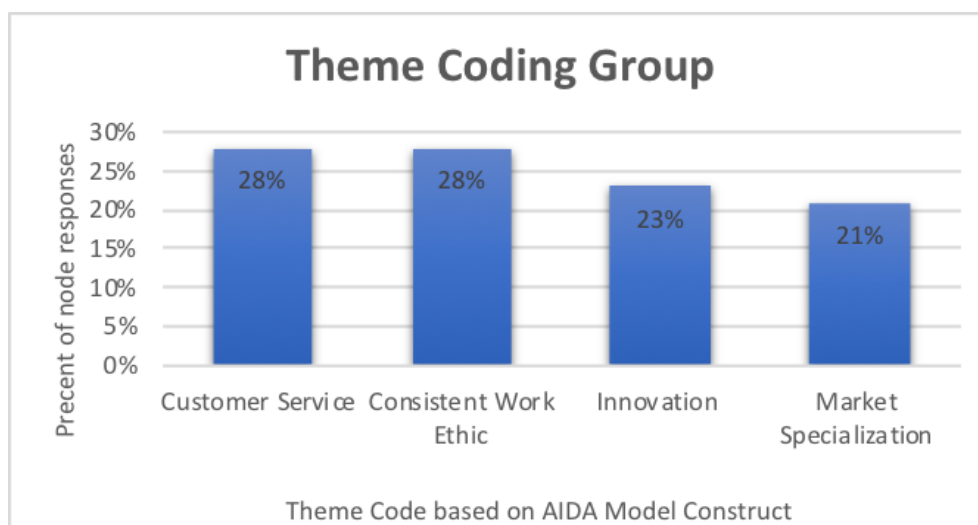 Theme Coding Group
Precent of node responses
30%
25%
20%
15%
10%
5%
0%
28%
28%
23%
21%
Customer Service
Consistent Work
Ethic
Innovation
Market
Specialization
Theme Code based on AIDA Model Construct